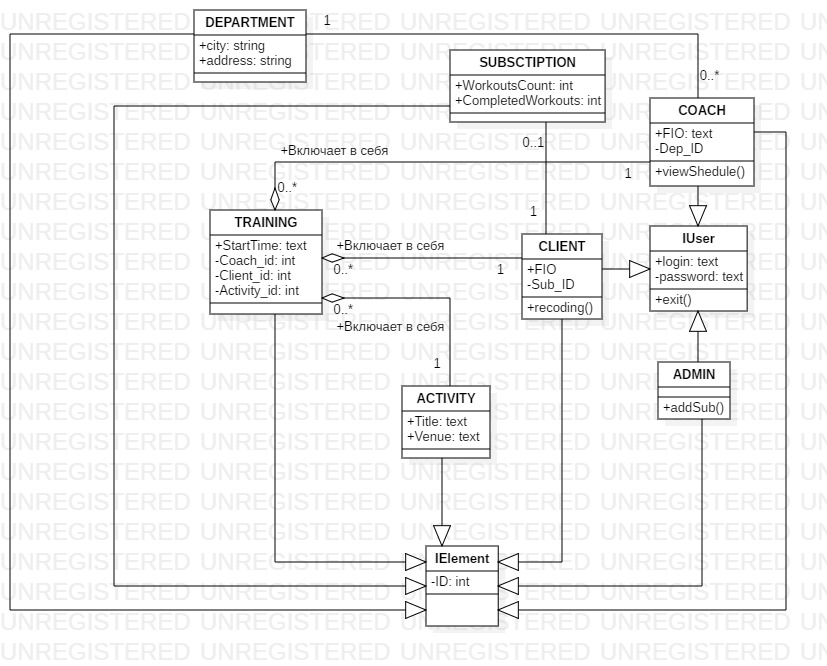 DEPARTMENT
+city: string
+address: string
1
SUBSCTIPTION
+WorkoutsCount: int
+CompletedWorkouts: int
0..*
COACH
+FIO: text
-Dep_ID
+viewShedule()
0..1
1
+Включает в себя
1
0..*
TRAINING
+StartTime: text
-Coach_id: int
-Client_id: int
-Activity_id: int
+Включает в себя
0..*
1
CLIENT
+FIO
-Sub_ID
+recoding()
IUser
+login: text
-password: text
+exit()
0..*
+Включает в себя
1
ADMIN
+addSub()
ACTIVITY
+Title: text
+Venue: text
IElement
-ID: int
UNREGISTERED